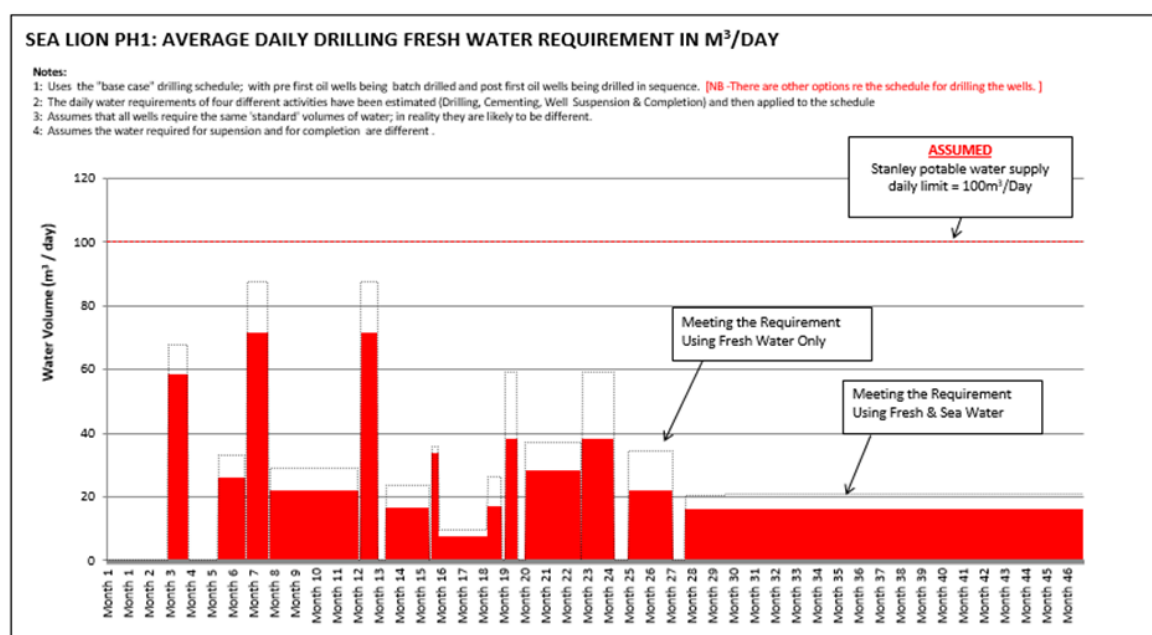 SEA LION PH1: AVERAGE DAILY DRILLING FRESH WATER REQUIREMENT IN M³/DAY
Notes:
1: Uses the "base case" drilling schedule; with pre first oil wells being batch drilled and post first oil wells being drilled in sequence. [NB -There are other options re the schedule for drilling the wells. ]
2: The daily water requirements of four different activities have been estimated (Drilling, Cementing, Well Suspension & Completion) and then applied to the schedule
3: Assumes that all wells require the same 'standard' volumes of water; in reality they are likely to be different.
4: Assumes the water required for supension and for completion are different .
ASSUMED
Stanley potable water supply
daily limit = 100m³/Day
Water Volume (m³ / day)
120
100
80
60
40
20
0
Meeting the Requirement
Using Fresh Water Only
Meeting the Requirement
Using Fresh & Sea Water
Month 1
Month 1
Month 2
Month 3
Month 4
Month 5
Month 6
Month 7
Month 8
Month 9
Month 10
Month 11
Month 12
Month 13
Month 14
Month 15
Month 16
Month 17
Month 18
Month 19
Month 20
Month 21
Month 22
Month 23
Month 24
Month 25
Month 26
Month 27
Month 28
Month 29
Month 30
Month 31
Month 32
Month 33
Month 34
Month 35
Month 36
Month 37
Month 38
Month 39
Month 40
Month 41
Month 42
Month 43
Month 44
Month 45
Month 46